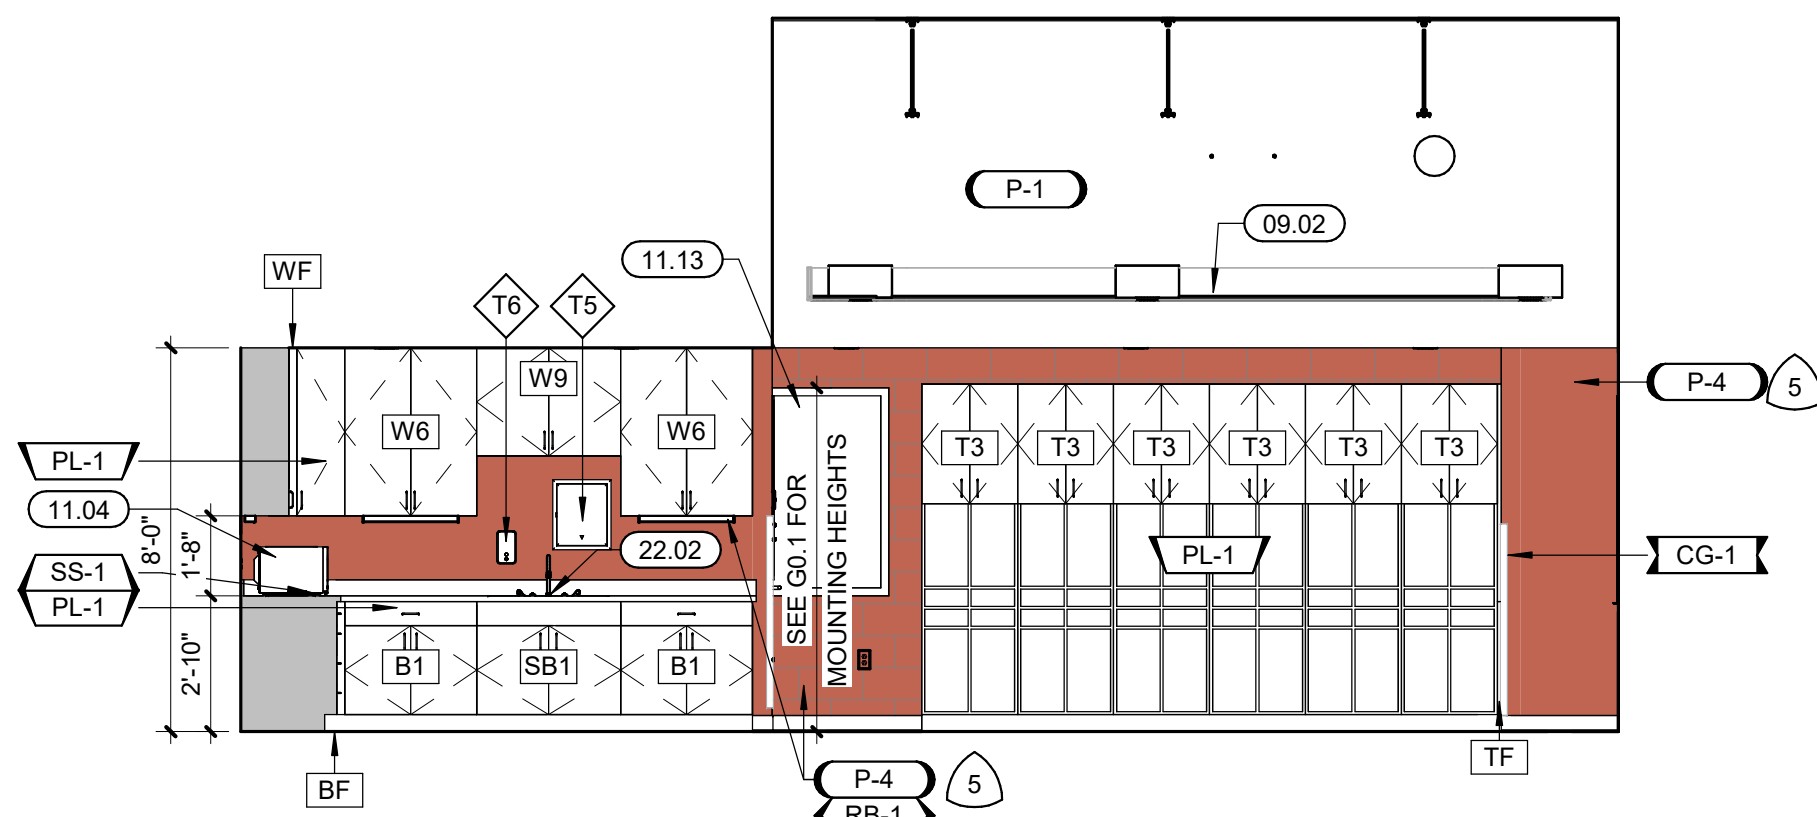 P-1
09.02
11.13
WF
T6
T5
W9
P-4
5
W6
W6
T3
T3
T3
T3
T3
T3
PL-1
11.04
8'-0"
1'-8"
SEE G0.1 FOR
MOUNTING HEIGHTS
22.02
PL-1
CG-1
SS-1
PL-1
2'-10"
B1
SB1
B1
TF
BF
P-4
5
RB-1